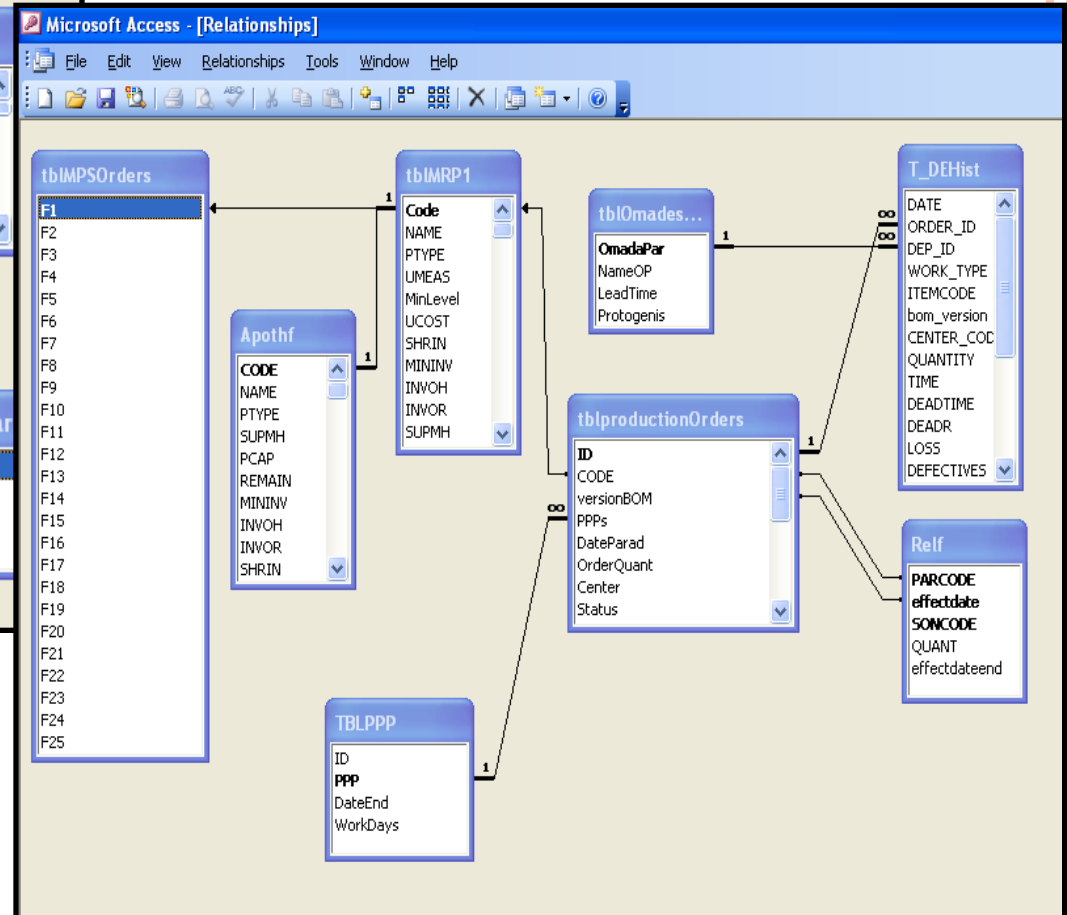 Microsoft Access - [Relationships]
File Edit View Relationships Tools Window Help
tblMPSOrders
F1
F2
F3
F4
F5
F6
F7
F8
F9
F10
F11
F12
F13
F14
F15
F16
F17
F18
F19
F20
F21
F22
F23
F24
F25
Apothf
CODE
NAME
PTYPE
SUPMH
PCAP
REMAIN
MININV
INVOH
INVOR
SHRIN
1
1
tblMRP1
Code
NAME
PTYPE
UMEAS
MinLevel
UCOST
SHRIN
MININV
INVOH
INVOR
SUPMH
tblOmades...
OmadaPar
NameOP
LeadTime
Protogenis
1
∞
∞
T_DEHist
DATE
ORDER_ID
DEP_ID
WORK_TYPE
ITEMCODE
bom_version
CENTER_COD
QUANTITY
TIME
DEADTIME
DEADR
LOSS
DEFECTIVES
tblproductionOrders
ID
CODE
versionBOM
PPPs
DateParad
OrderQuant
Center
Status
1
∞
Relf
PARCODE
effectdate
SONCODE
QUANT
effectdateend
TBLPPP
ID
PPP
DateEnd
WorkDays
1